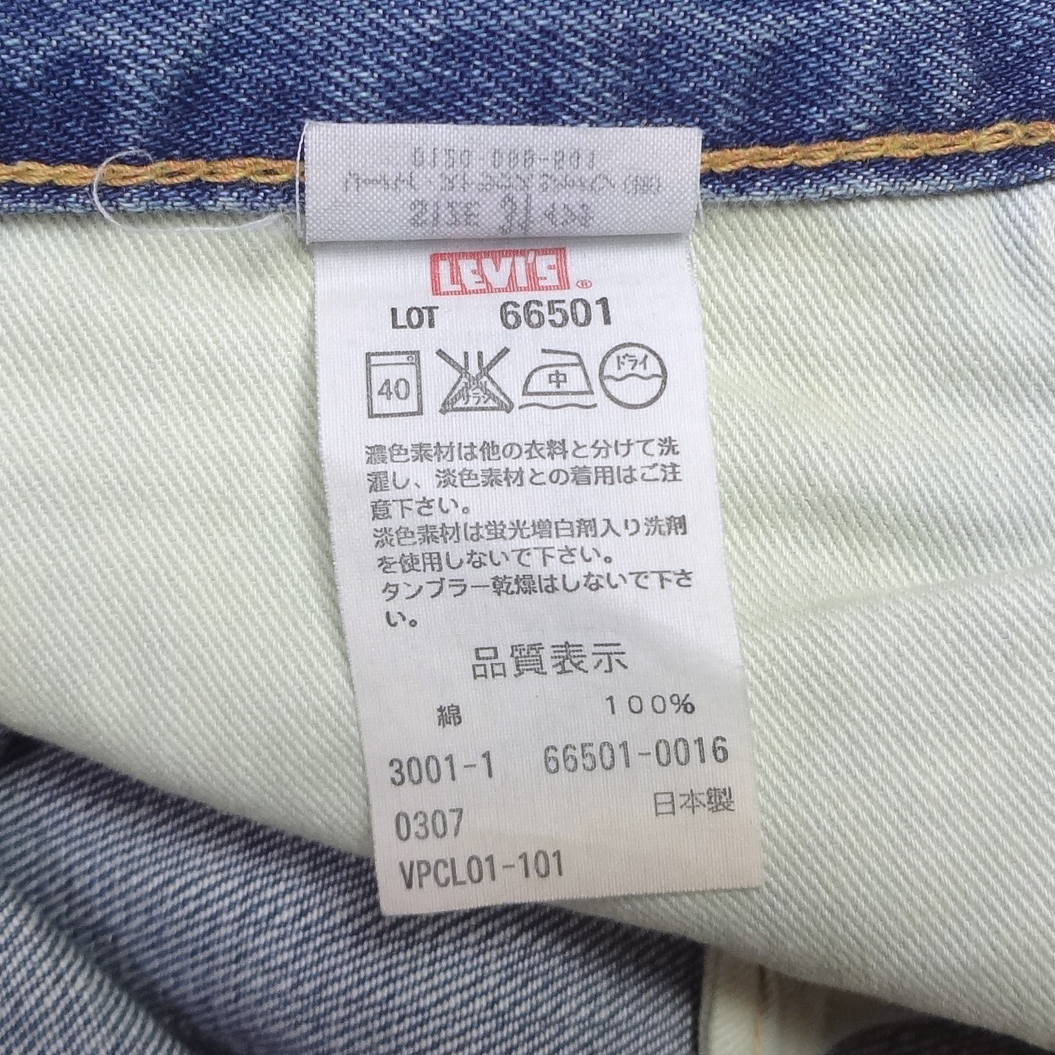 LEVI'S ®
LOT 66501
40
中
ドライ
濃色素材は他の衣料と分けて洗
濯し、淡色素材との着用はご注
意下さい。
淡色素材は蛍光増白剤入り洗剤
を使用しないで下さい。
タンブラー乾燥はしないで下さ
い。
品質表示
綿 100%
3001-1 66501-0016
日本製
0307
VPCL01-101